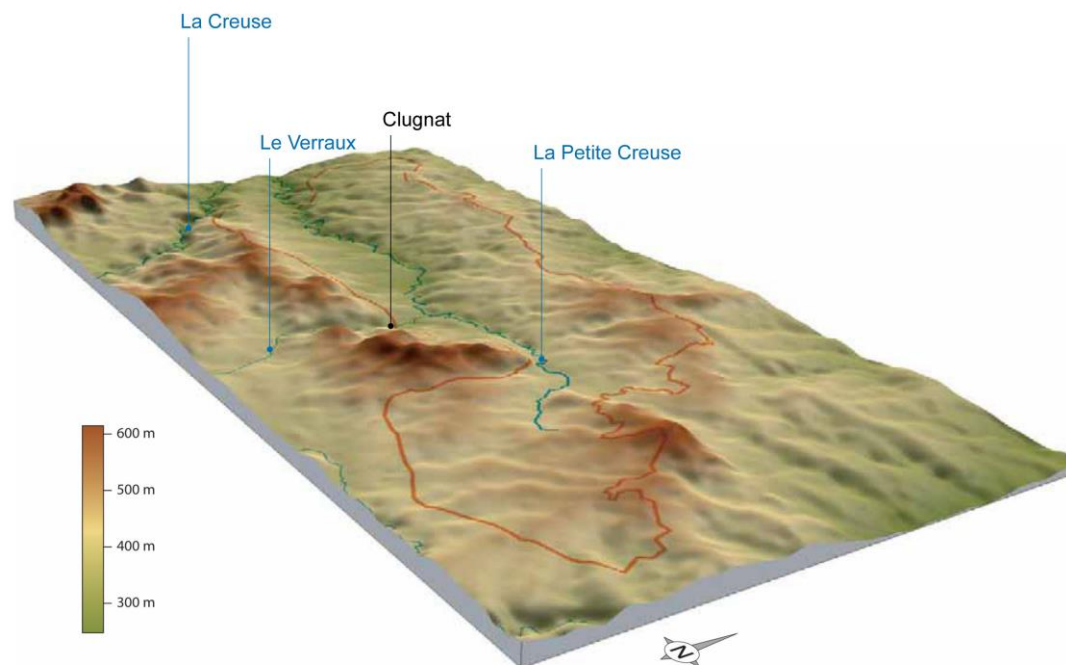 La Creuse
Clugnat
Le Verraux
La Petite Creuse
600 m
500 m
400 m
300 m
N